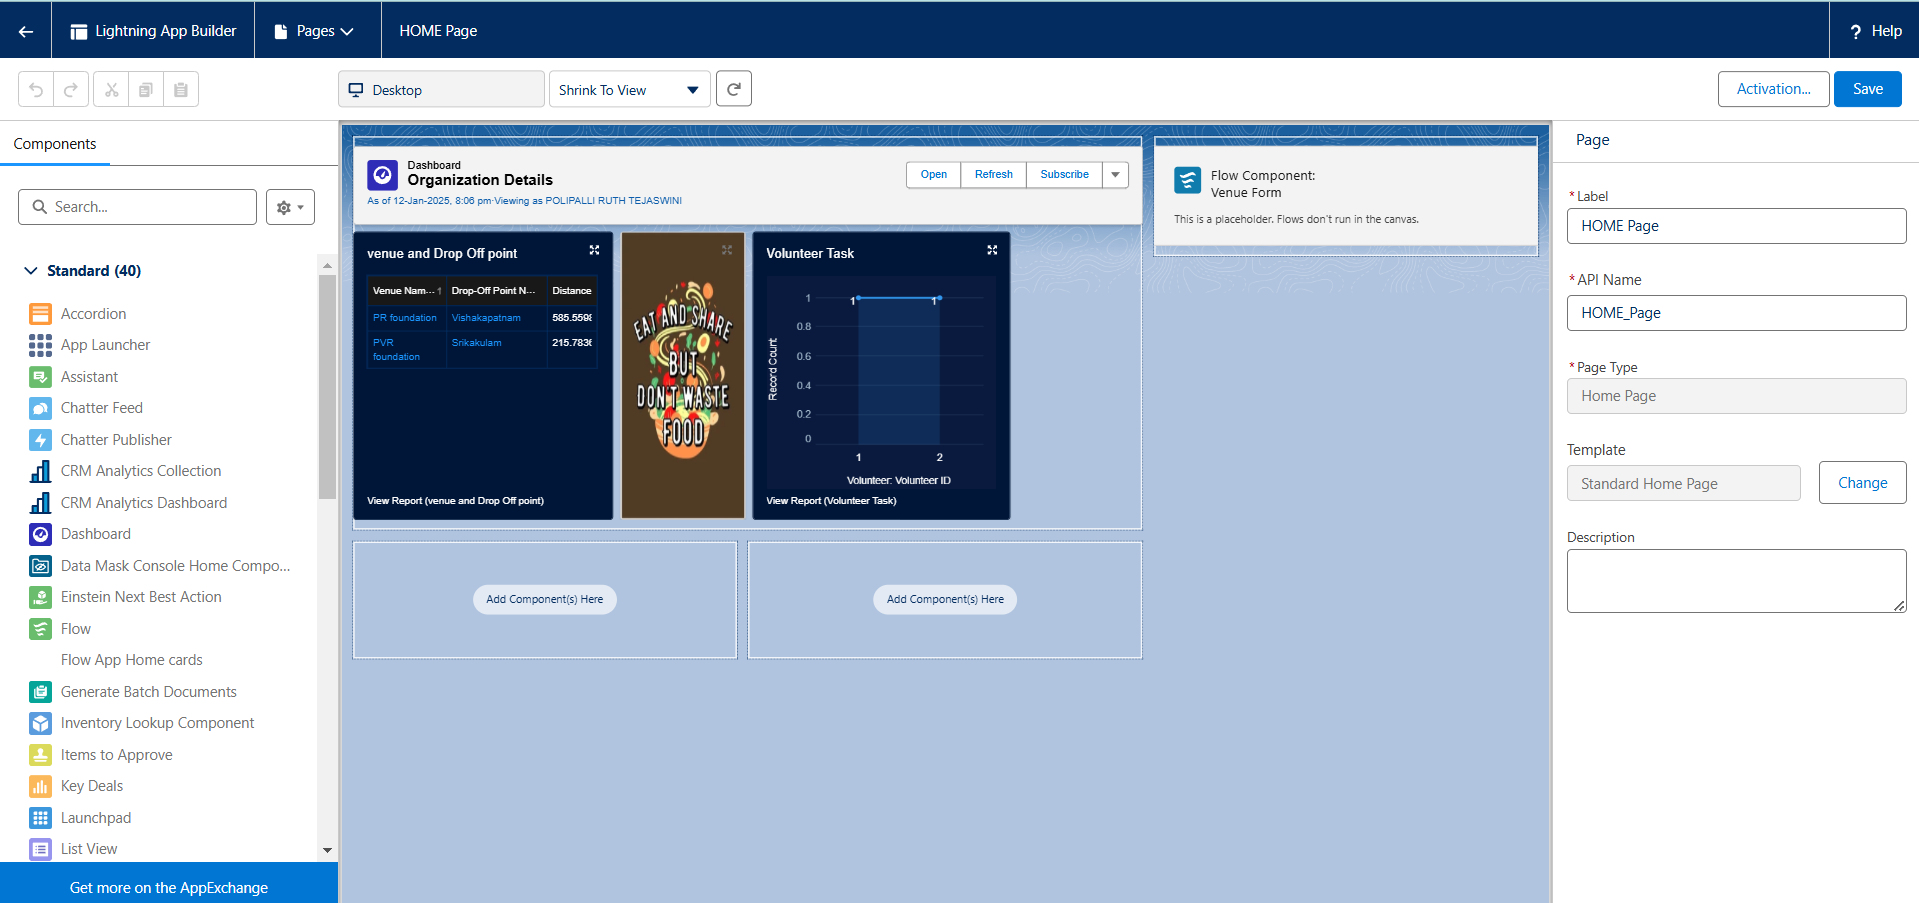 Lightning App Builder
Pages
HOME Page
? Help
Desktop
Shrink To View
Activation...
Save
Components
Search...
Standard (40)
Accordion
App Launcher
Assistant
Chatter Feed
Chatter Publisher
CRM Analytics Collection
CRM Analytics Dashboard
Dashboard
Data Mask Console Home Compo...
Einstein Next Best Action
Flow
Flow App Home cards
Generate Batch Documents
Inventory Lookup Component
Items to Approve
Key Deals
Launchpad
List View
Get more on the AppExchange
Dashboard
Organization Details
As of 12-Jan-2025, 8:06 pm·Viewing as POLIPALLI RUTH TEJASWINI
Open
Refresh
Subscribe
venue and Drop Off point
Venue Nam... 1 Drop-Off Point N... Distance
PR foundation Vishakapatnam 585.559
PVR foundation Srikakulam 215.783
View Report (venue and Drop Off point)
EAT AND SHARE
BUT
DON'T WASTE
FOOD
Volunteer Task
Record Count
1
0.8
0.6
0.4
0.2
0
1 1
1 2
Volunteer: Volunteer ID
View Report (Volunteer Task)
Flow Component:
Venue Form
This is a placeholder. Flows don't run in the canvas.
Add Component(s) Here
Add Component(s) Here
Page
* Label
HOME Page
* API Name
HOME_Page
* Page Type
Home Page
Template
Standard Home Page
Change
Description